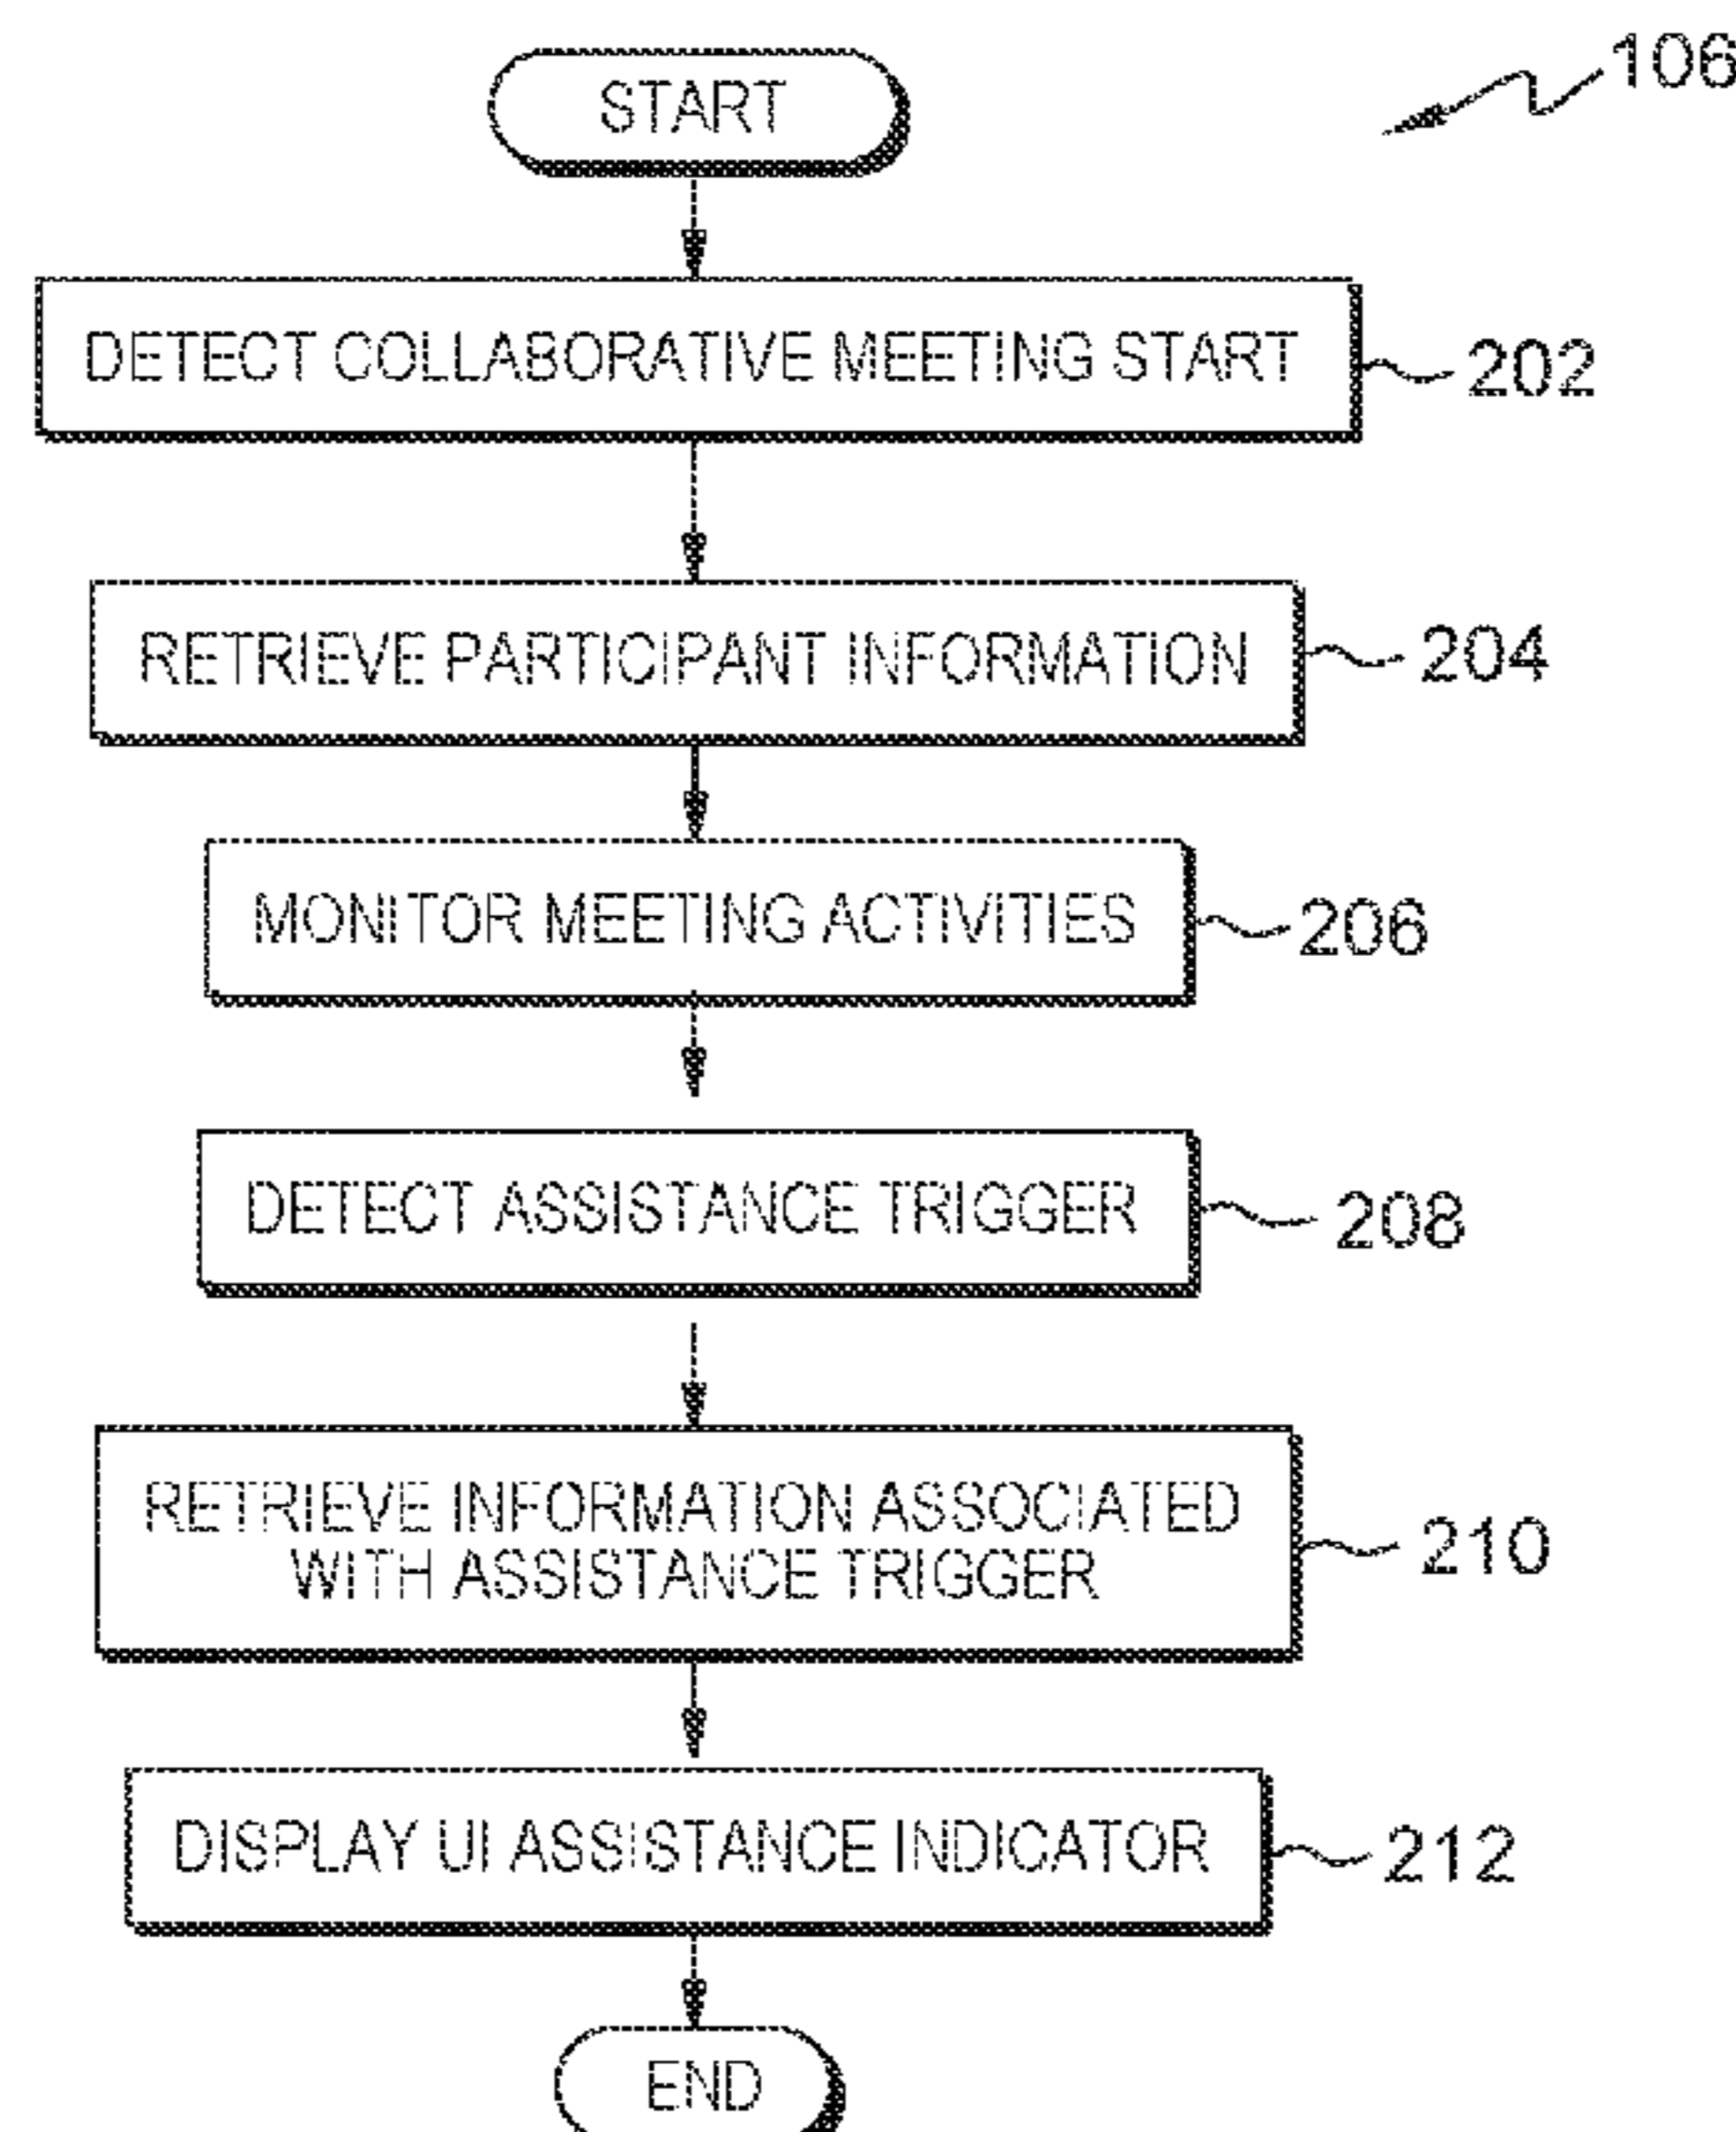 106
START
DETECT COLLABORATIVE MEETING START
202
RETRIEVE PARTICIPANT INFORMATION
204
MONITOR MEETING ACTIVITIES
206
DETECT ASSISTANCE TRIGGER
208
RETRIEVE INFORMATION ASSOCIATED
WITH ASSISTANCE TRIGGER
210
DISPLAY UI ASSISTANCE INDICATOR
212
END